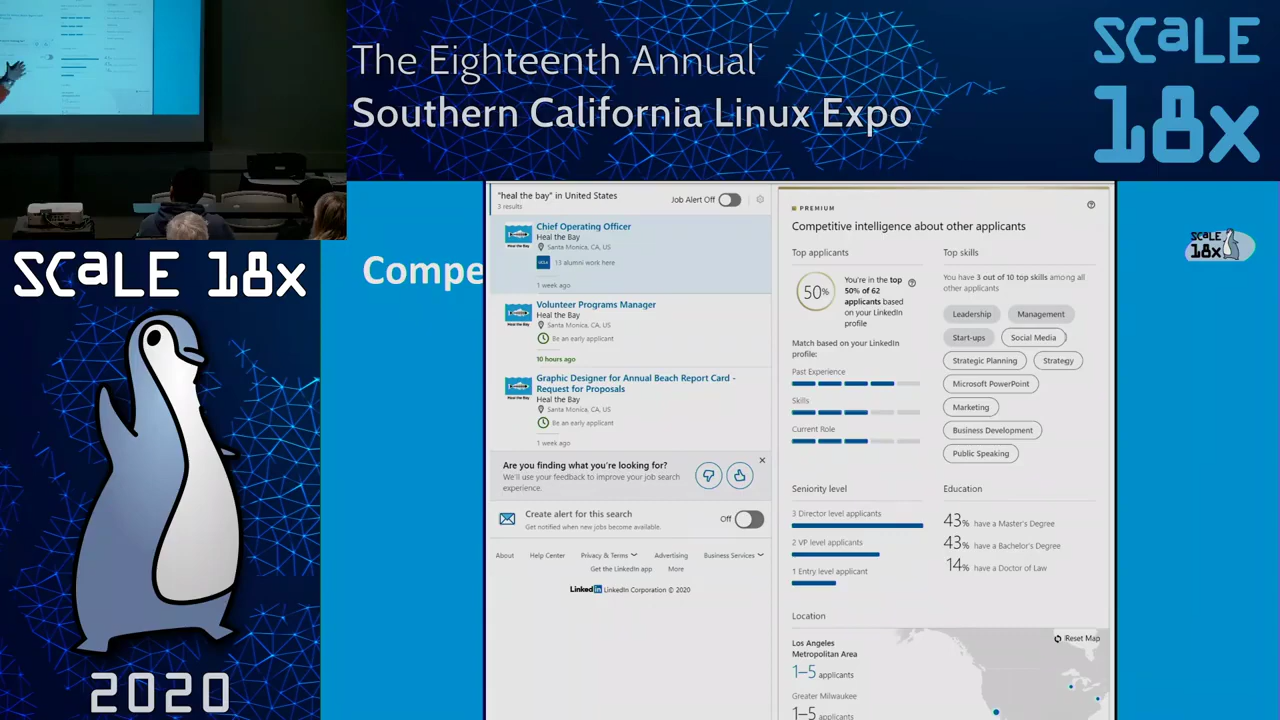 The Eighteenth Annual
Southern California Linux Expo
SCaLE
18x
SCaLE 18x
2020
Compe
SCaLE
18x
"heal the bay" in United States
3 results
Job Alert Off
Chief Operating Officer
Heal the Bay
Santa Monica, CA, US
UCLA
13 alumni work here
1 week ago
Volunteer Programs Manager
Heal the Bay
Santa Monica, CA, US
Be an early applicant
10 hours ago
Graphic Designer for Annual Beach Report Card -
Request for Proposals
Heal the Bay
Santa Monica, CA, US
Be an early applicant
1 week ago
Are you finding what you're looking for?
We'll use your feedback to improve your job search
experience.
Create alert for this search
Get notified when new jobs become available.
Off
About Help Center Privacy & Terms Advertising Business Services
Get the LinkedIn app More
LinkedIn LinkedIn Corporation © 2020
PREMIUM
Competitive intelligence about other applicants
Top applicants
50%
You're in the top
50% of 62
applicants based
on your LinkedIn
profile
Match based on your LinkedIn
profile:
Past Experience
Skills
Current Role
Top skills
You have 3 out of 10 top skills among all
other applicants
Leadership Management
Start-ups Social Media
Strategic Planning Strategy
Microsoft PowerPoint
Marketing
Business Development
Public Speaking
Seniority level
3 Director level applicants
2 VP level applicants
1 Entry level applicant
Education
43% have a Master's Degree
43% have a Bachelor's Degree
14% have a Doctor of Law
Location
Los Angeles
Metropolitan Area
1–5 applicants
Greater Milwaukee
1–5 applicants
Reset Map